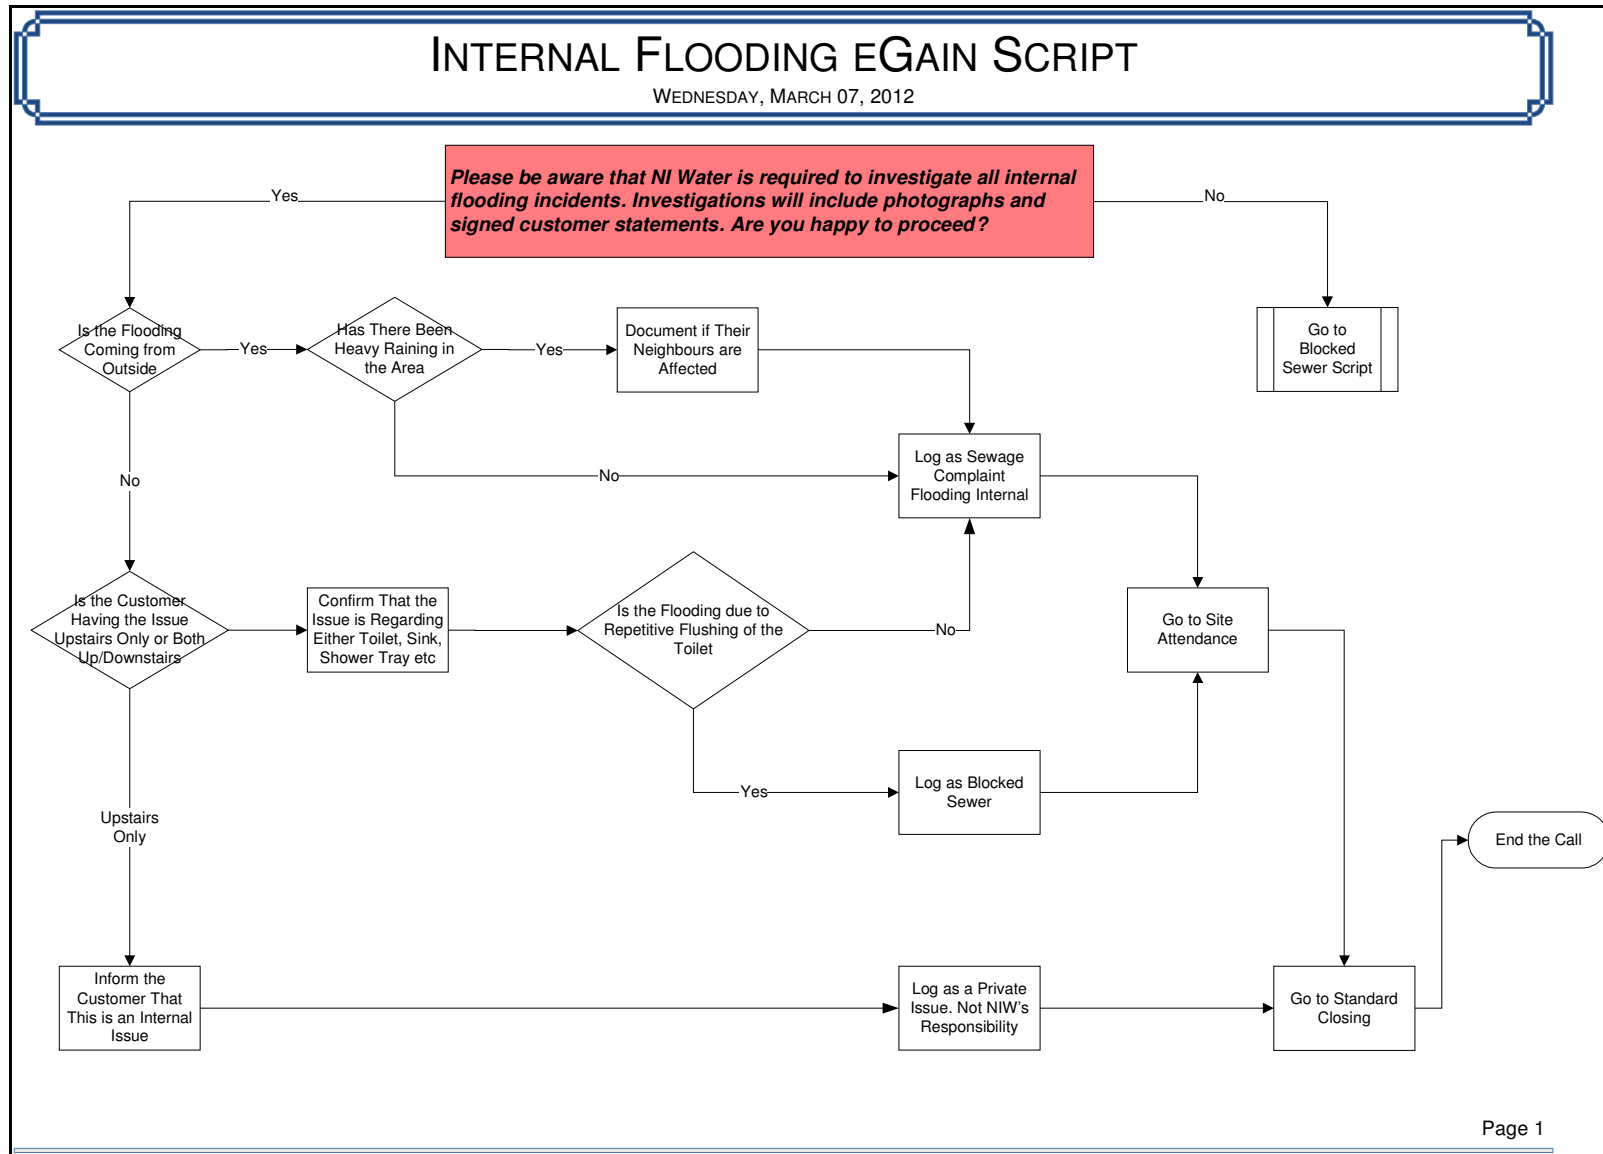 INTERNAL FLOODING EGAIN SCRIPT
WEDNESDAY, MARCH 07, 2012
Please be aware that NI Water is required to investigate all internal
flooding incidents. Investigations will include photographs and
signed customer statements. Are you happy to proceed?
Yes
No
Is the Flooding
Coming from
Outside
Yes
Has There Been
Heavy Raining in
the Area
Yes
Document if Their
Neighbours are
Affected
Go to
Blocked
Sewer Script
No
No
Log as Sewage
Complaint
Flooding Internal
Is the Customer
Having the Issue
Upstairs Only or Both
Up/Downstairs
Confirm That the
Issue is Regarding
Either Toilet, Sink,
Shower Tray etc
Is the Flooding due to
Repetitive Flushing of the
Toilet
No
Go to Site
Attendance
Yes
Log as Blocked
Sewer
Upstairs
Only
End the Call
Inform the
Customer That
This is an Internal
Issue
Log as a Private
Issue. Not NIW's
Responsibility
Go to Standard
Closing
Page 1